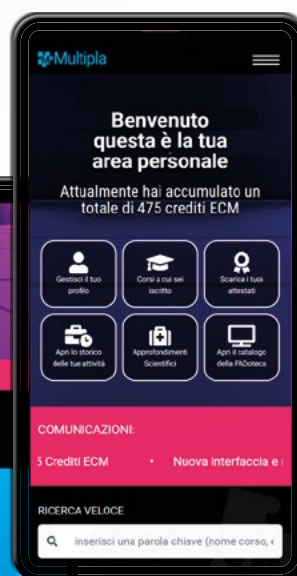 Multipla
Benvenuto
questa è la tua
area personale
Attualmente hai accumulato un
totale di 475 crediti ECM
Gestisci il tuo
profilo
Corsi a cui sei
iscritto
Scarica i tuoi
attestati
Apri lo storico
delle tue attività
Approfondimenti
Scientifici
Apri il catalogo
della FADoteca
COMUNICAZIONI:
5 Crediti ECM • Nuova interfaccia e
RICERCA VELOCE
inserisci una parola chiave (nome corso,